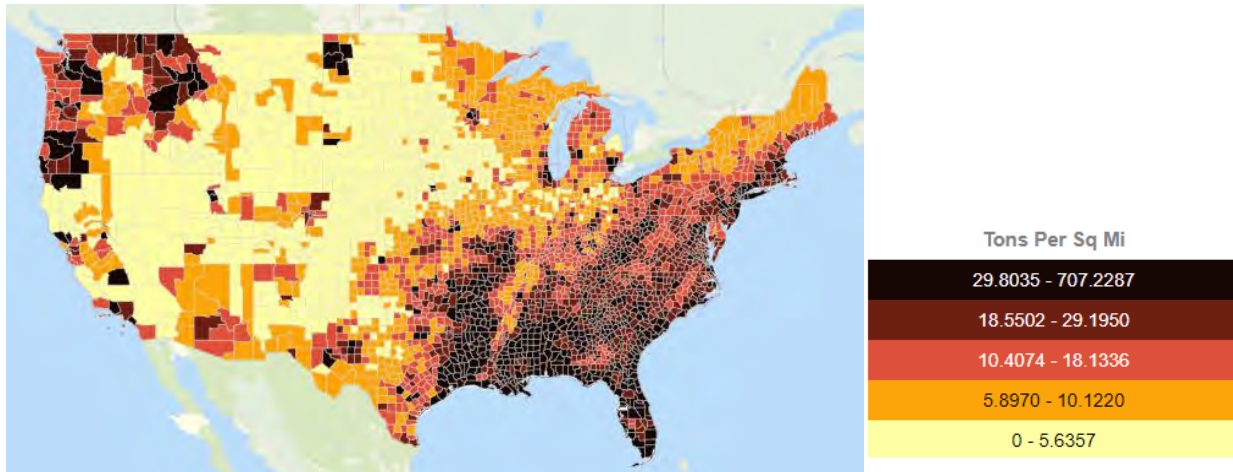 Tons Per Sq Mi
29.8035 - 707.2287
18.5502 - 29.1950
10.4074 - 18.1336
5.8970 - 10.1220
0 - 5.6357